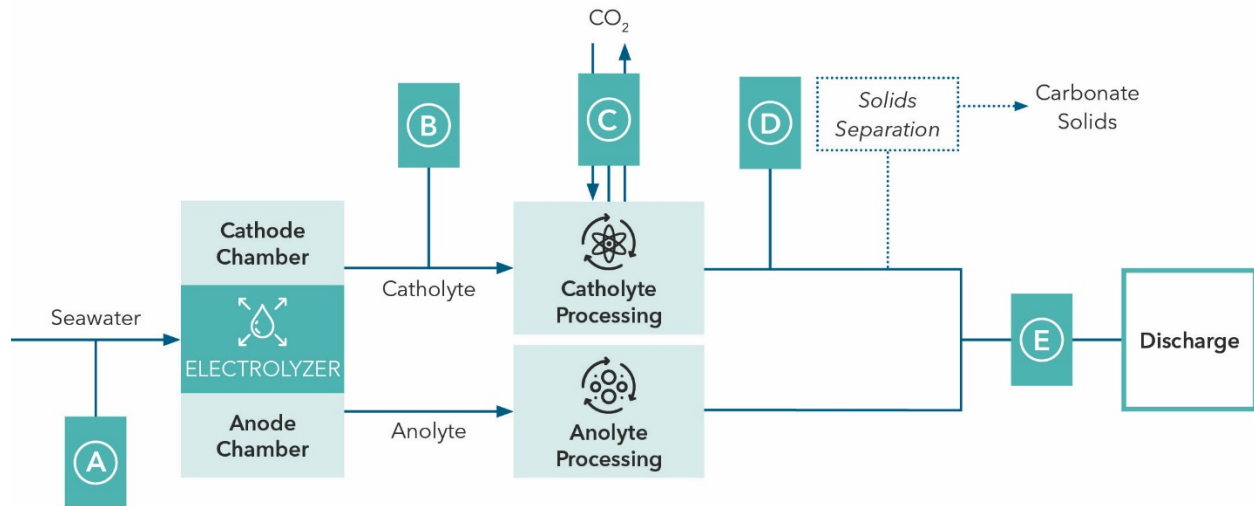 CO₂
B
C
D
Solids
Separation
Carbonate
Solids
Cathode
Chamber
Catholyte
Catholyte
Processing
Seawater
ELECTROLYZER
E
Discharge
Anode
Chamber
Anolyte
Anolyte
Processing
A